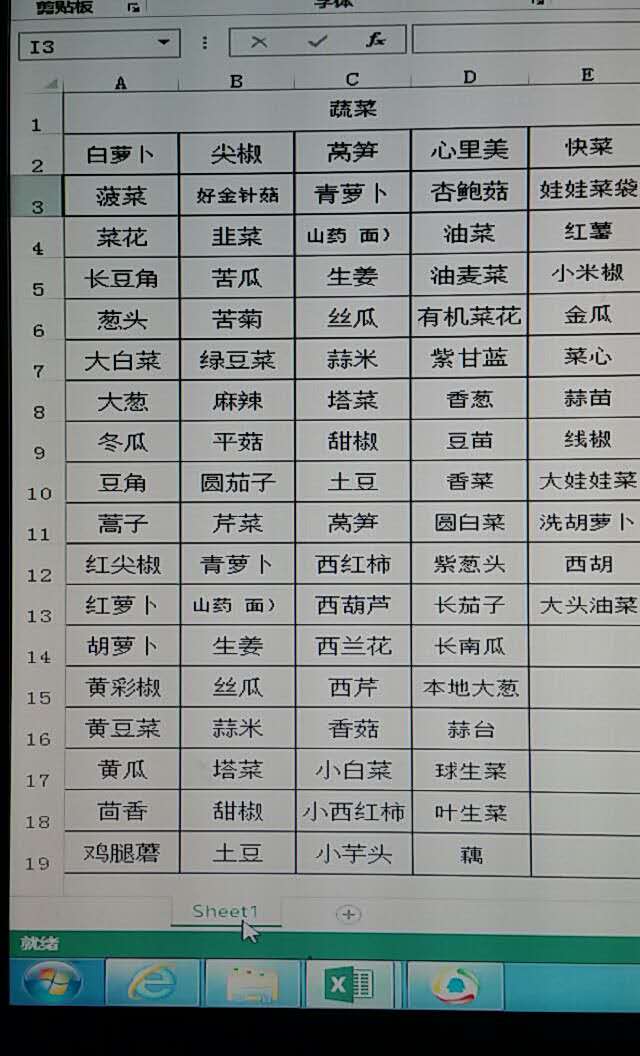 剪贴板 字体
I3 fx
A B C D E
1 蔬菜
2 白萝卜 尖椒 莴笋 心里美 快菜
3 菠菜 好金针菇 青萝卜 杏鲍菇 娃娃菜袋
4 菜花 韭菜 山药 面） 油菜 红薯
5 长豆角 苦瓜 生姜 油麦菜 小米椒
6 葱头 苦菊 丝瓜 有机菜花 金瓜
7 大白菜 绿豆菜 蒜米 紫甘蓝 菜心
8 大葱 麻辣 塔菜 香葱 蒜苗
9 冬瓜 平菇 甜椒 豆苗 线椒
10 豆角 圆茄子 土豆 香菜 大娃娃菜
11 蒿子 芹菜 莴笋 圆白菜 洗胡萝卜
12 红尖椒 青萝卜 西红柿 紫葱头 西胡
13 红萝卜 山药 面） 西葫芦 长茄子 大头油菜
14 胡萝卜 生姜 西兰花 长南瓜
15 黄彩椒 丝瓜 西芹 本地大葱
16 黄豆菜 蒜米 香菇 蒜台
17 黄瓜 塔菜 小白菜 球生菜
18 茴香 甜椒 小西红柿 叶生菜
19 鸡腿蘑 土豆 小芋头 藕
Sheet1
就绪